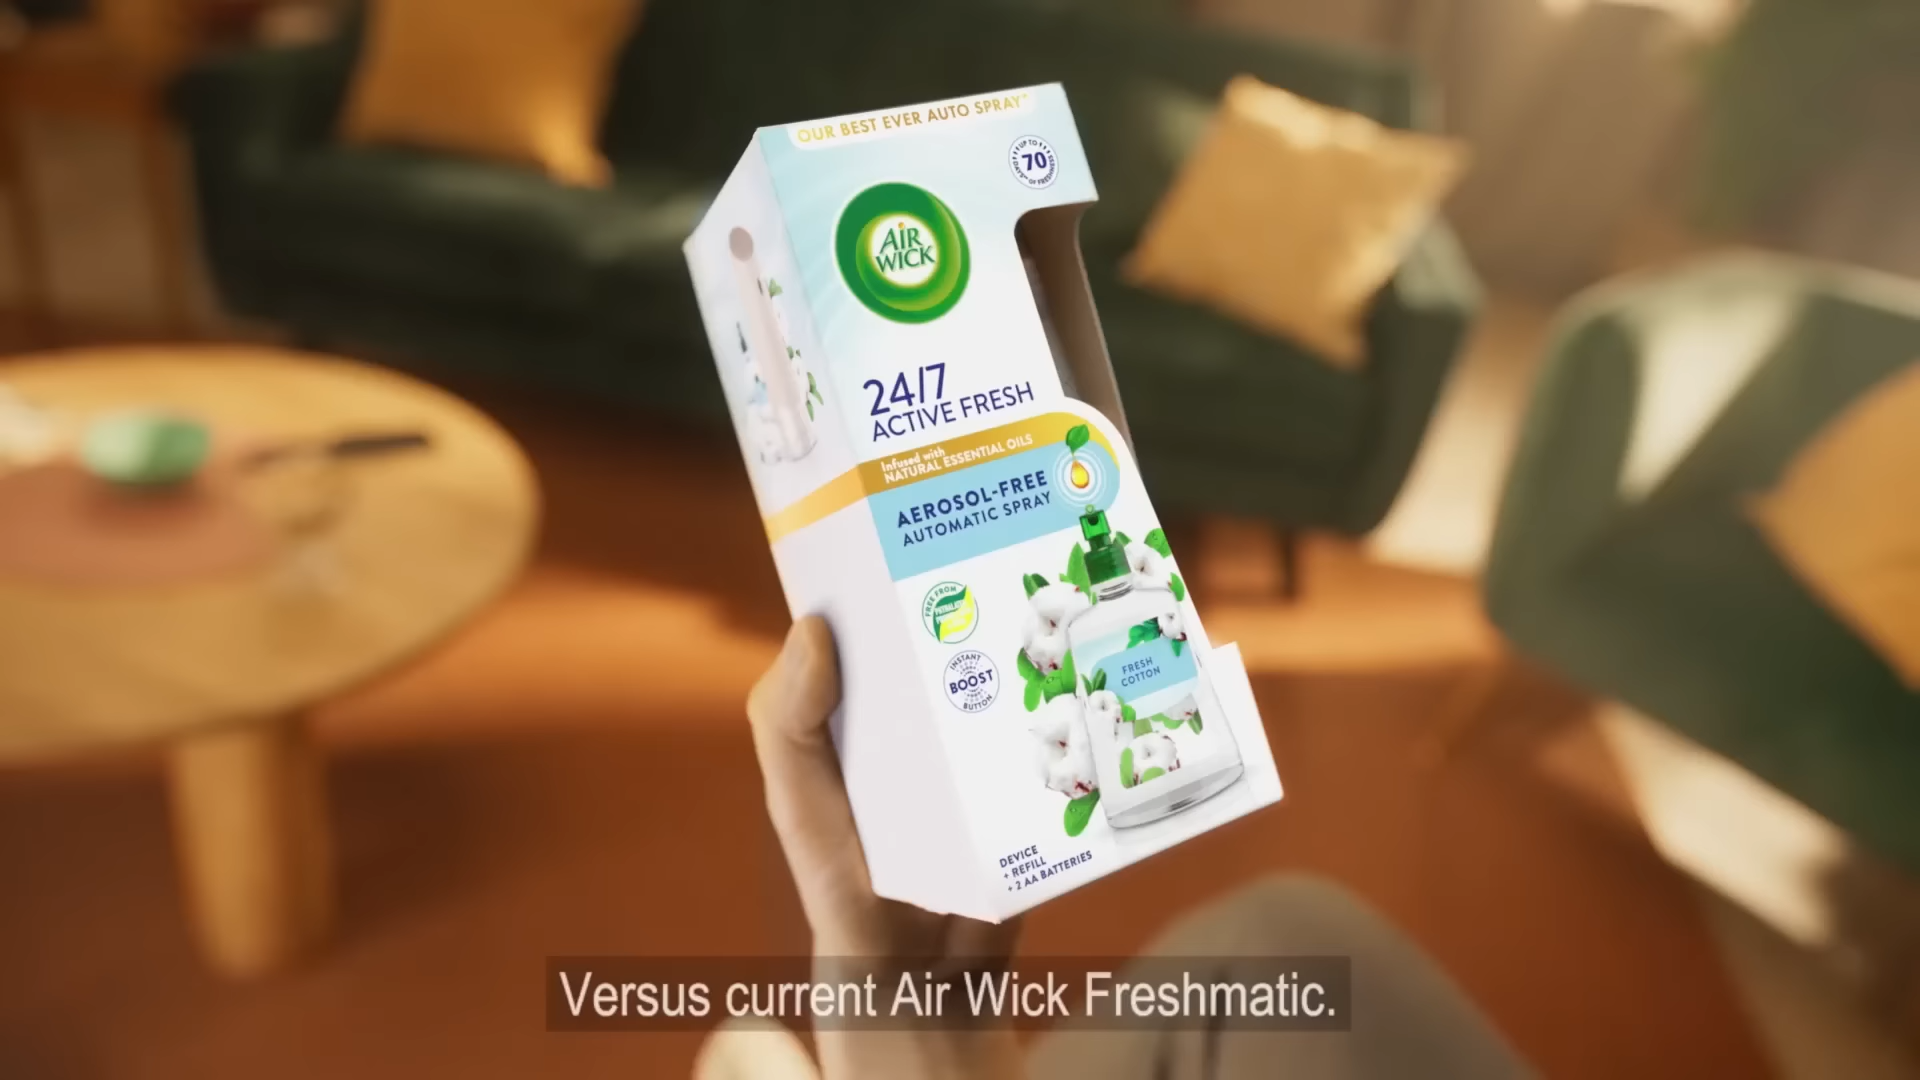 OUR BEST EVER AUTO SPRAY*
UP TO
70
DAYS** OF FRESHNESS
AIR
WICK
24/7
ACTIVE FRESH
Infused with
NATURAL ESSENTIAL OILS
AEROSOL-FREE
AUTOMATIC SPRAY
FREE FROM
INSTANT
BOOST
BUTTON
FRESH
COTTON
DEVICE
+ REFILL
+ 2 AA BATTERIES
Versus current Air Wick Freshmatic.